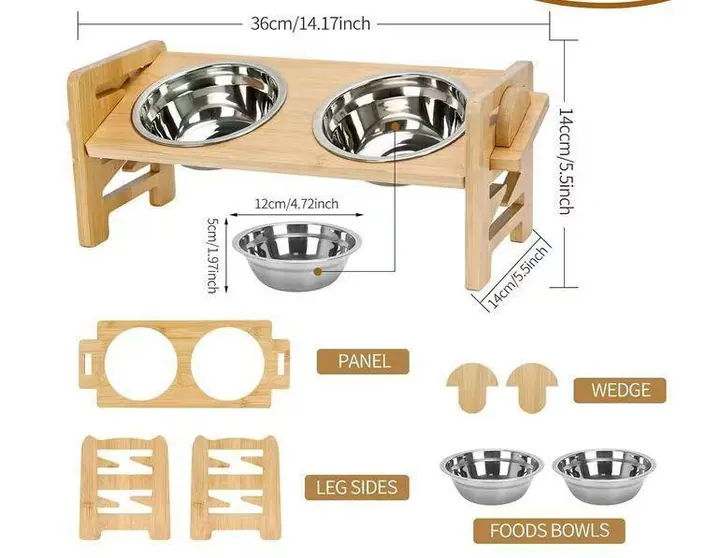 36cm/14.17inch
14ccm/5.5inch
12cm/4.72inch
5cm/1.97inch
14cm/5.5inch
PANEL
WEDGE
LEG SIDES
FOODS BOWLS